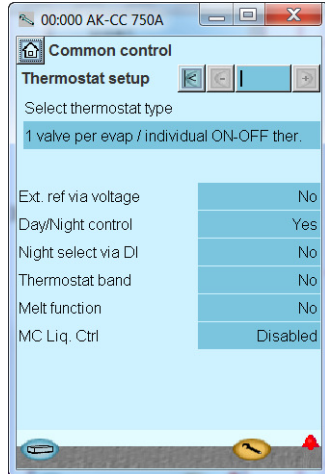 00:000 AK-CC 750A
Common control
Thermostat setup
Select thermostat type
1 valve per evap / individual ON-OFF ther.
Ext. ref via voltage No
Day/Night control Yes
Night select via DI No
Thermostat band No
Melt function No
MC Liq. Ctrl Disabled